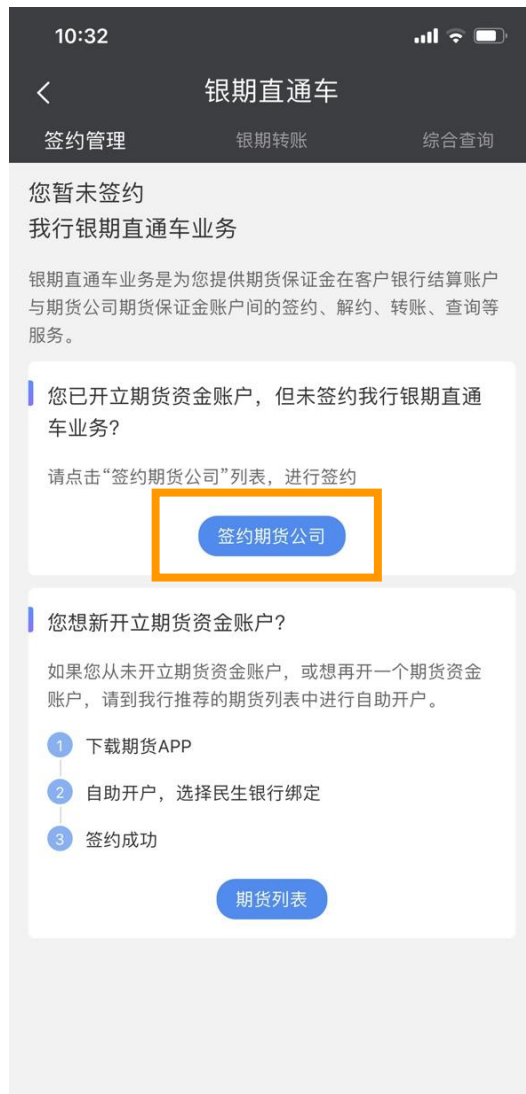 10:32
银期直通车
签约管理 银期转账 综合查询
您暂未签约
我行银期直通车业务
银期直通车业务是为您提供期货保证金在客户银行结算账户
与期货公司期货保证金账户间的签约、解约、转账、查询等
服务。
您已开立期货资金账户，但未签约我行银期直通
车业务?
请点击“签约期货公司”列表，进行签约
签约期货公司
您想新开立期货资金账户?
如果您从未开立期货资金账户，或想再开一个期货资金
账户，请到我行推荐的期货列表中进行自助开户。
1 下载期货APP
2 自助开户，选择民生银行绑定
3 签约成功
期货列表